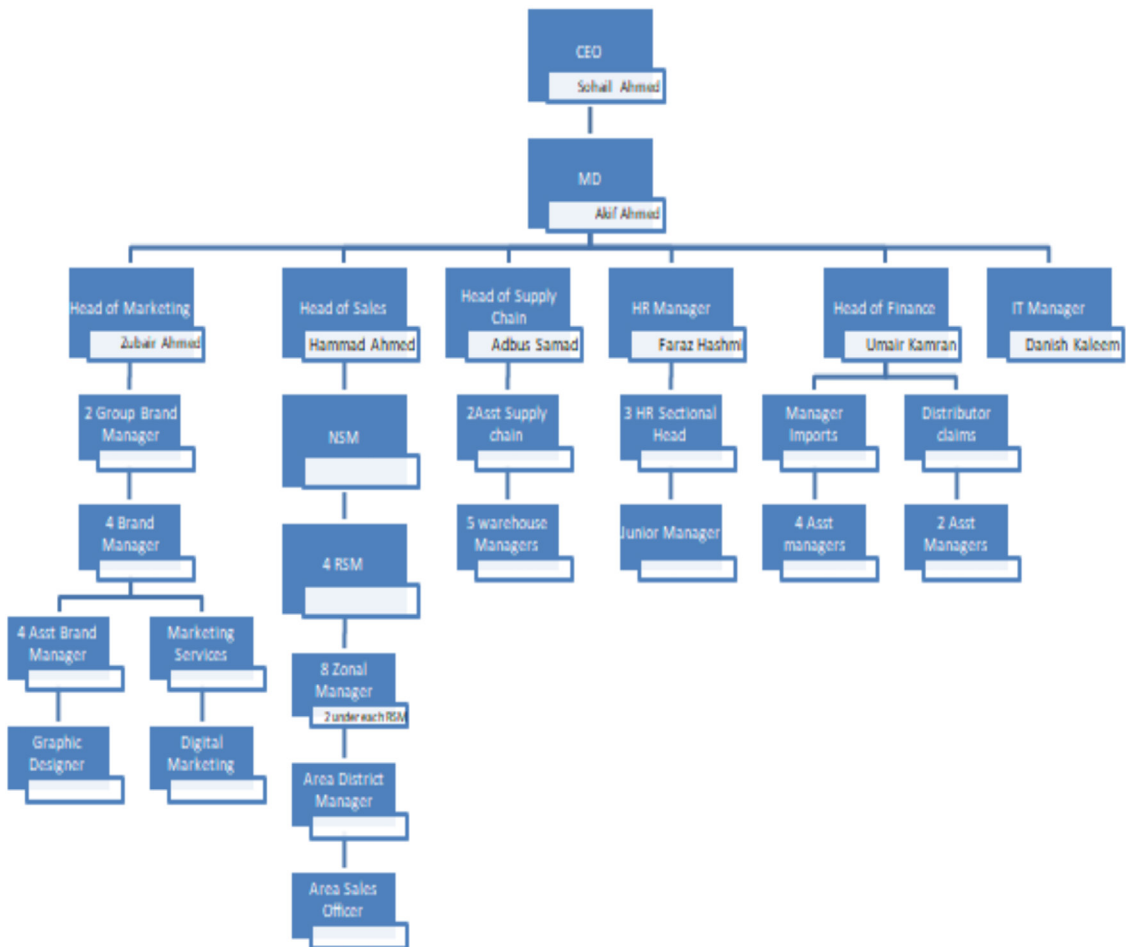 CEO
Sohail Ahmed
MD
Akif Ahmed
Head of Marketing
Zubair Ahmed
Head of Sales
Hammad Ahmed
Head of Supply
Chain
Adbus Samad
HR Manager
Faraz Hashmi
Head of Finance
Umair Kamran
IT Manager
Danish Kaleem
2 Group Brand
Manager
NSM
2Asst Supply
chain
3 HR Sectional
Head
Manager
Imports
Distributor
claims
4 Brand
Manager
4 RSM
5 warehouse
Managers
Junior Manager
4 Asst
managers
2 Asst
Managers
4 Asst Brand
Manager
Marketing
Services
8 Zonal
Manager
2 under each RSM
Graphic
Designer
Digital
Marketing
Area District
Manager
Area Sales
Officer